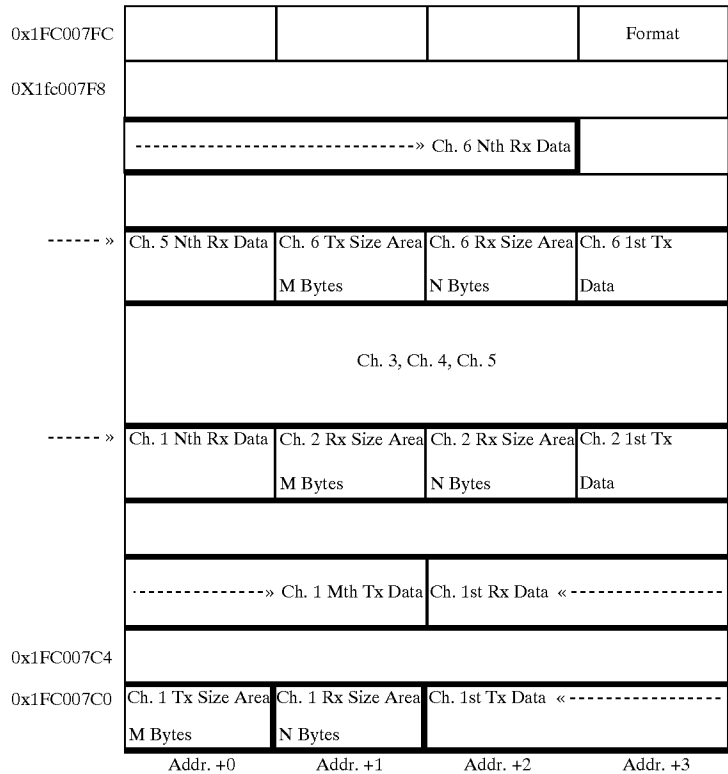 0x1FC007FC Format
0X1fc007F8
--------------------------------» Ch. 6 Nth Rx Data
------ » Ch. 5 Nth Rx Data Ch. 6 Tx Size Area Ch. 6 Rx Size Area Ch. 6 1st Tx
M Bytes N Bytes Data
Ch. 3, Ch. 4, Ch. 5
------ » Ch. 1 Nth Rx Data Ch. 2 Rx Size Area Ch. 2 Rx Size Area Ch. 2 1st Tx
M Bytes N Bytes Data
---------------» Ch. 1 Mth Tx Data Ch. 1st Rx Data «-----------------
0x1FC007C4
0x1FC007C0 Ch. 1 Tx Size Area Ch. 1 Rx Size Area Ch. 1st Tx Data «-----------------
M Bytes N Bytes
Addr. +0 Addr. +1 Addr. +2 Addr. +3